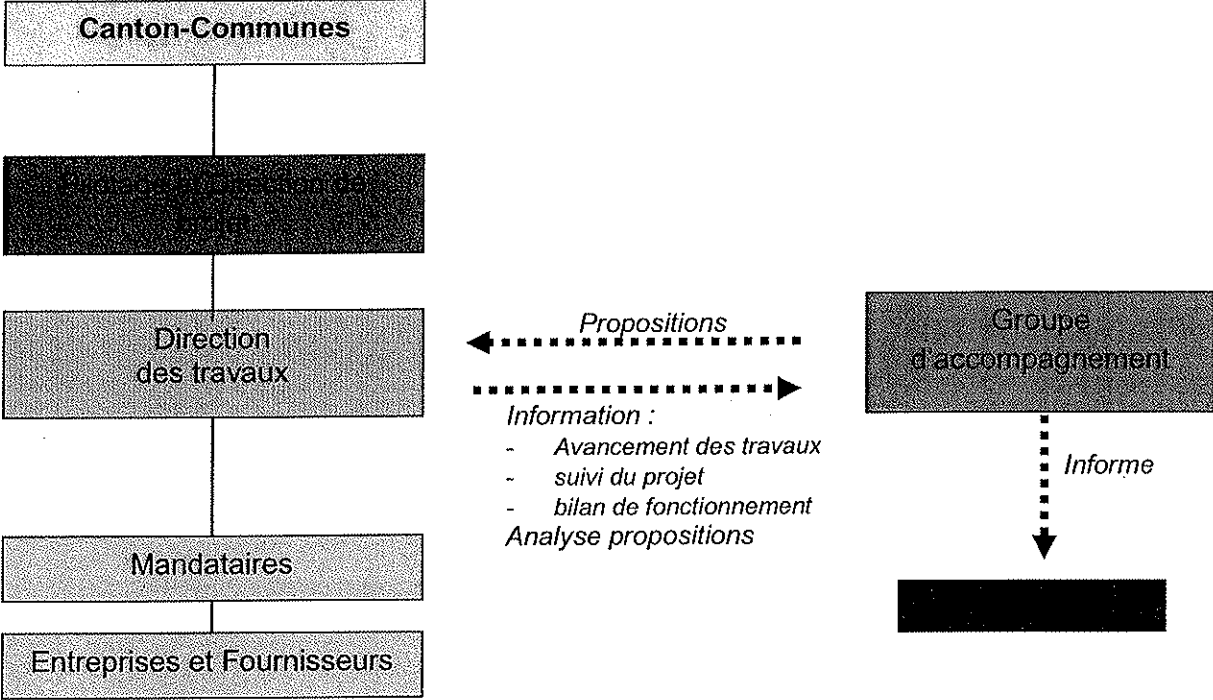 Canton-Communes
Direction
des travaux
Propositions
Groupe
d'accompagnement
Information :
- Avancement des travaux
- suivi du projet
- bilan de fonctionnement
Analyse propositions
Informe
Mandataires
Entreprises et Fournisseurs